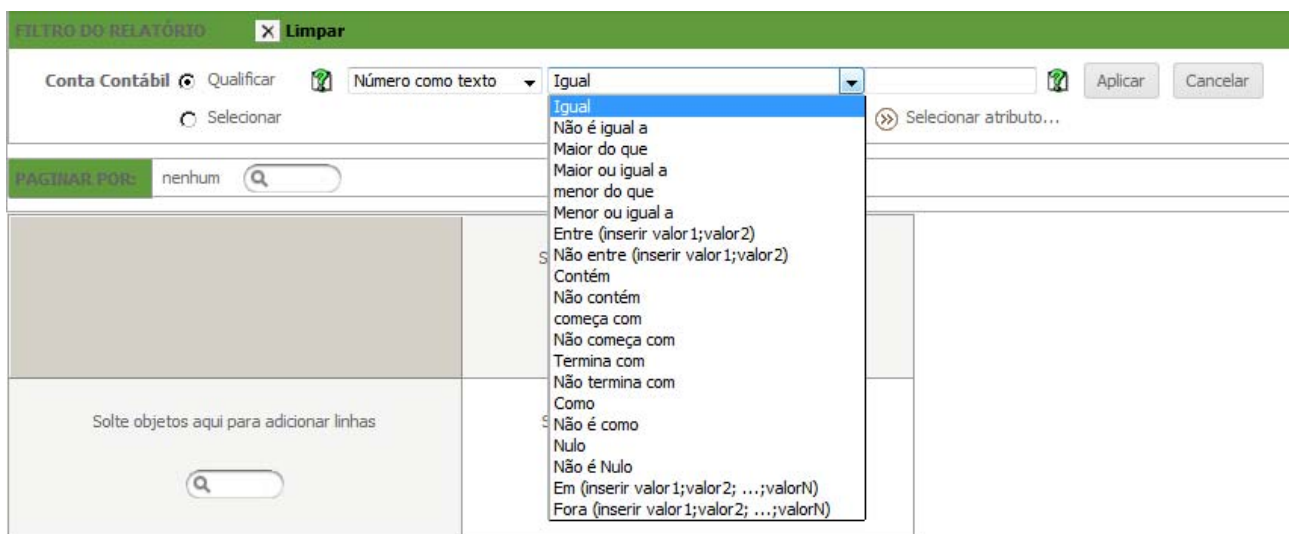 FILTRO DO RELATÓRIO Limpar
Conta Contábil Qualificar Número como texto Igual Aplicar Cancelar
Selecionar Selecionar atributo...
Igual
Não é igual a
Maior do que
Maior ou igual a
menor do que
Menor ou igual a
Entre (inserir valor1;valor2)
Não entre (inserir valor1;valor2)
Contém
Não contém
começa com
Não começa com
Termina com
Não termina com
Como
Não é como
Nulo
Não é Nulo
Em (inserir valor1;valor2; ...;valorN)
Fora (inserir valor1;valor2; ...;valorN)
PAGINAR POR: nenhum
S
Solte objetos aqui para adicionar linhas S